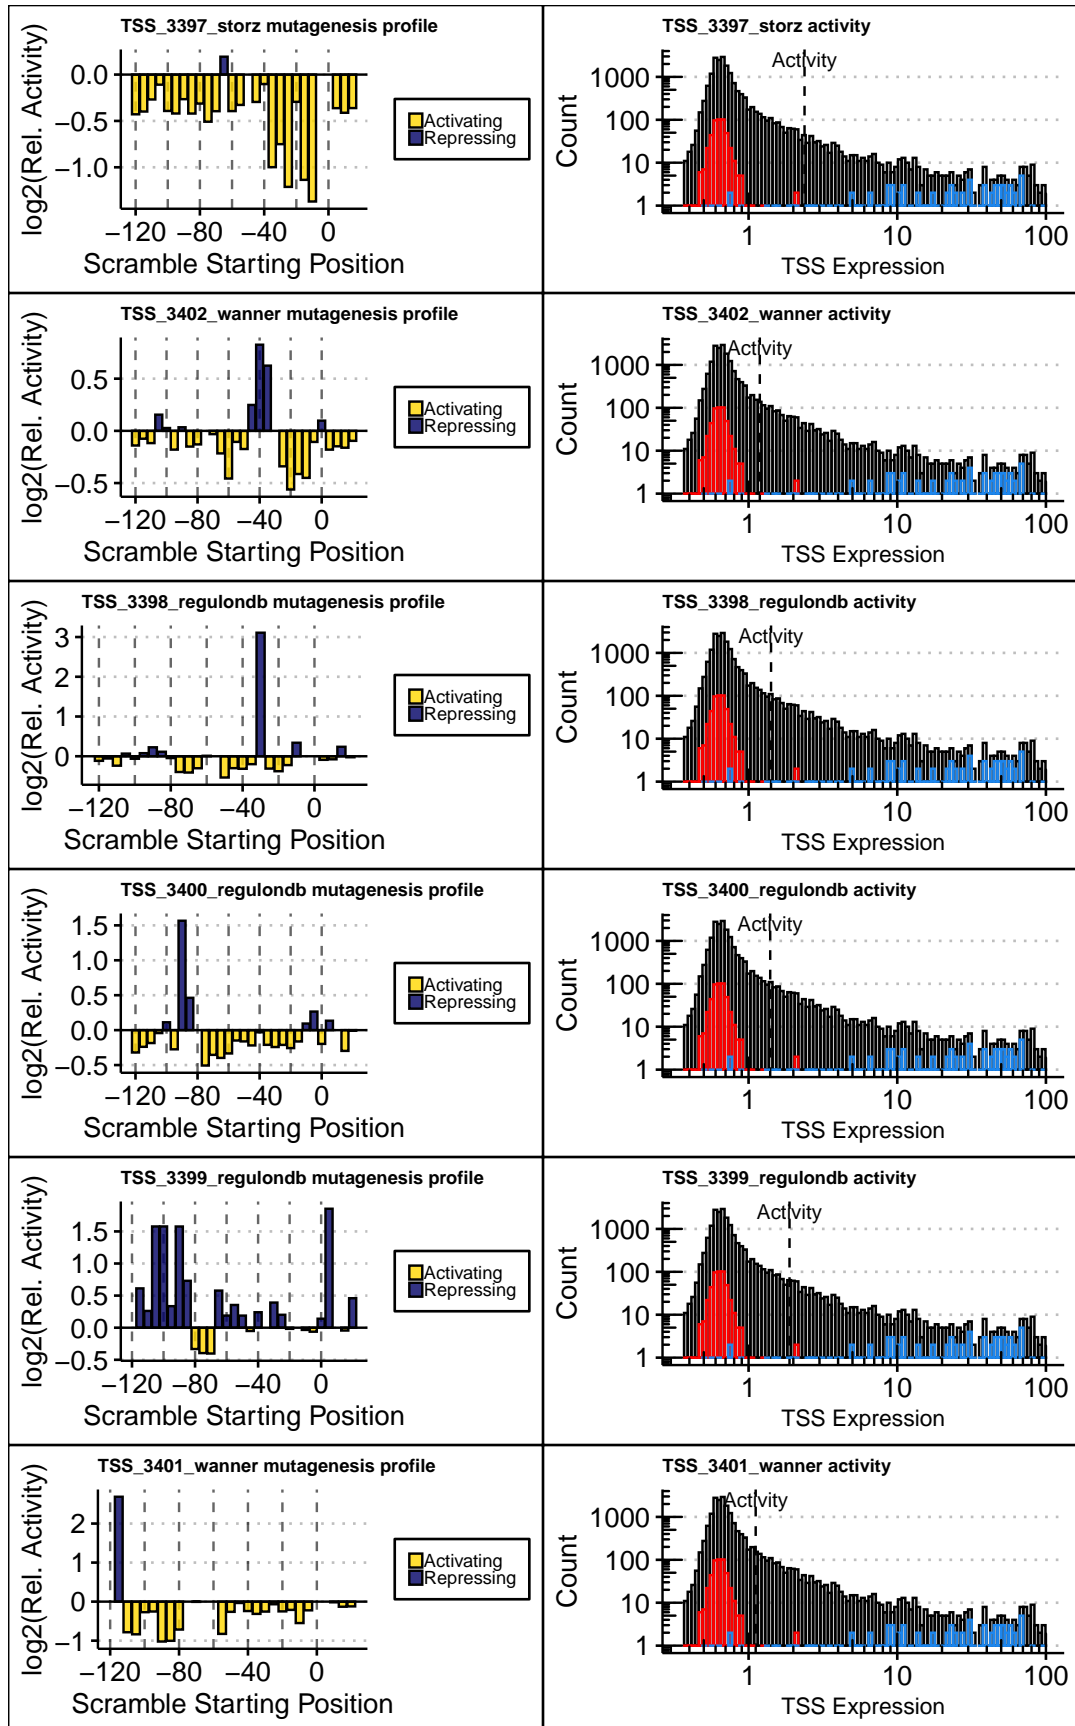 TSS_3397_storz mutagenesis profile
log2(Rel. Activity)
0.0
−0.5
−1.0
−120 −80 −40 0
Scramble Starting Position
Activating
Repressing
TSS_3397_storz activity
Activity
Count
1000
100
10
1
1 10 100
TSS Expression
TSS_3402_wanner mutagenesis profile
log2(Rel. Activity)
0.5
0.0
−0.5
−120 −80 −40 0
Scramble Starting Position
Activating
Repressing
TSS_3402_wanner activity
Activity
Count
1000
100
10
1
1 10 100
TSS Expression
TSS_3398_regulondb mutagenesis profile
log2(Rel. Activity)
3
2
1
0
−120 −80 −40 0
Scramble Starting Position
Activating
Repressing
TSS_3398_regulondb activity
Activity
Count
1000
100
10
1
1 10 100
TSS Expression
TSS_3400_regulondb mutagenesis profile
log2(Rel. Activity)
1.5
1.0
0.5
0.0
−0.5
−120 −80 −40 0
Scramble Starting Position
Activating
Repressing
TSS_3400_regulondb activity
Activity
Count
1000
100
10
1
1 10 100
TSS Expression
TSS_3399_regulondb mutagenesis profile
log2(Rel. Activity)
1.5
1.0
0.5
0.0
−0.5
−120 −80 −40 0
Scramble Starting Position
Activating
Repressing
TSS_3399_regulondb activity
Activity
Count
1000
100
10
1
1 10 100
TSS Expression
TSS_3401_wanner mutagenesis profile
log2(Rel. Activity)
2
1
0
−1
−120 −80 −40 0
Scramble Starting Position
Activating
Repressing
TSS_3401_wanner activity
Activity
Count
1000
100
10
1
1 10 100
TSS Expression